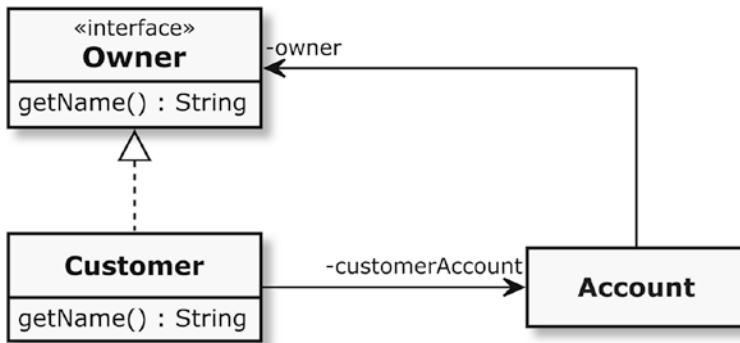 «interface»
Owner
getName() : String
-owner
Customer
getName() : String
-customerAccount
Account